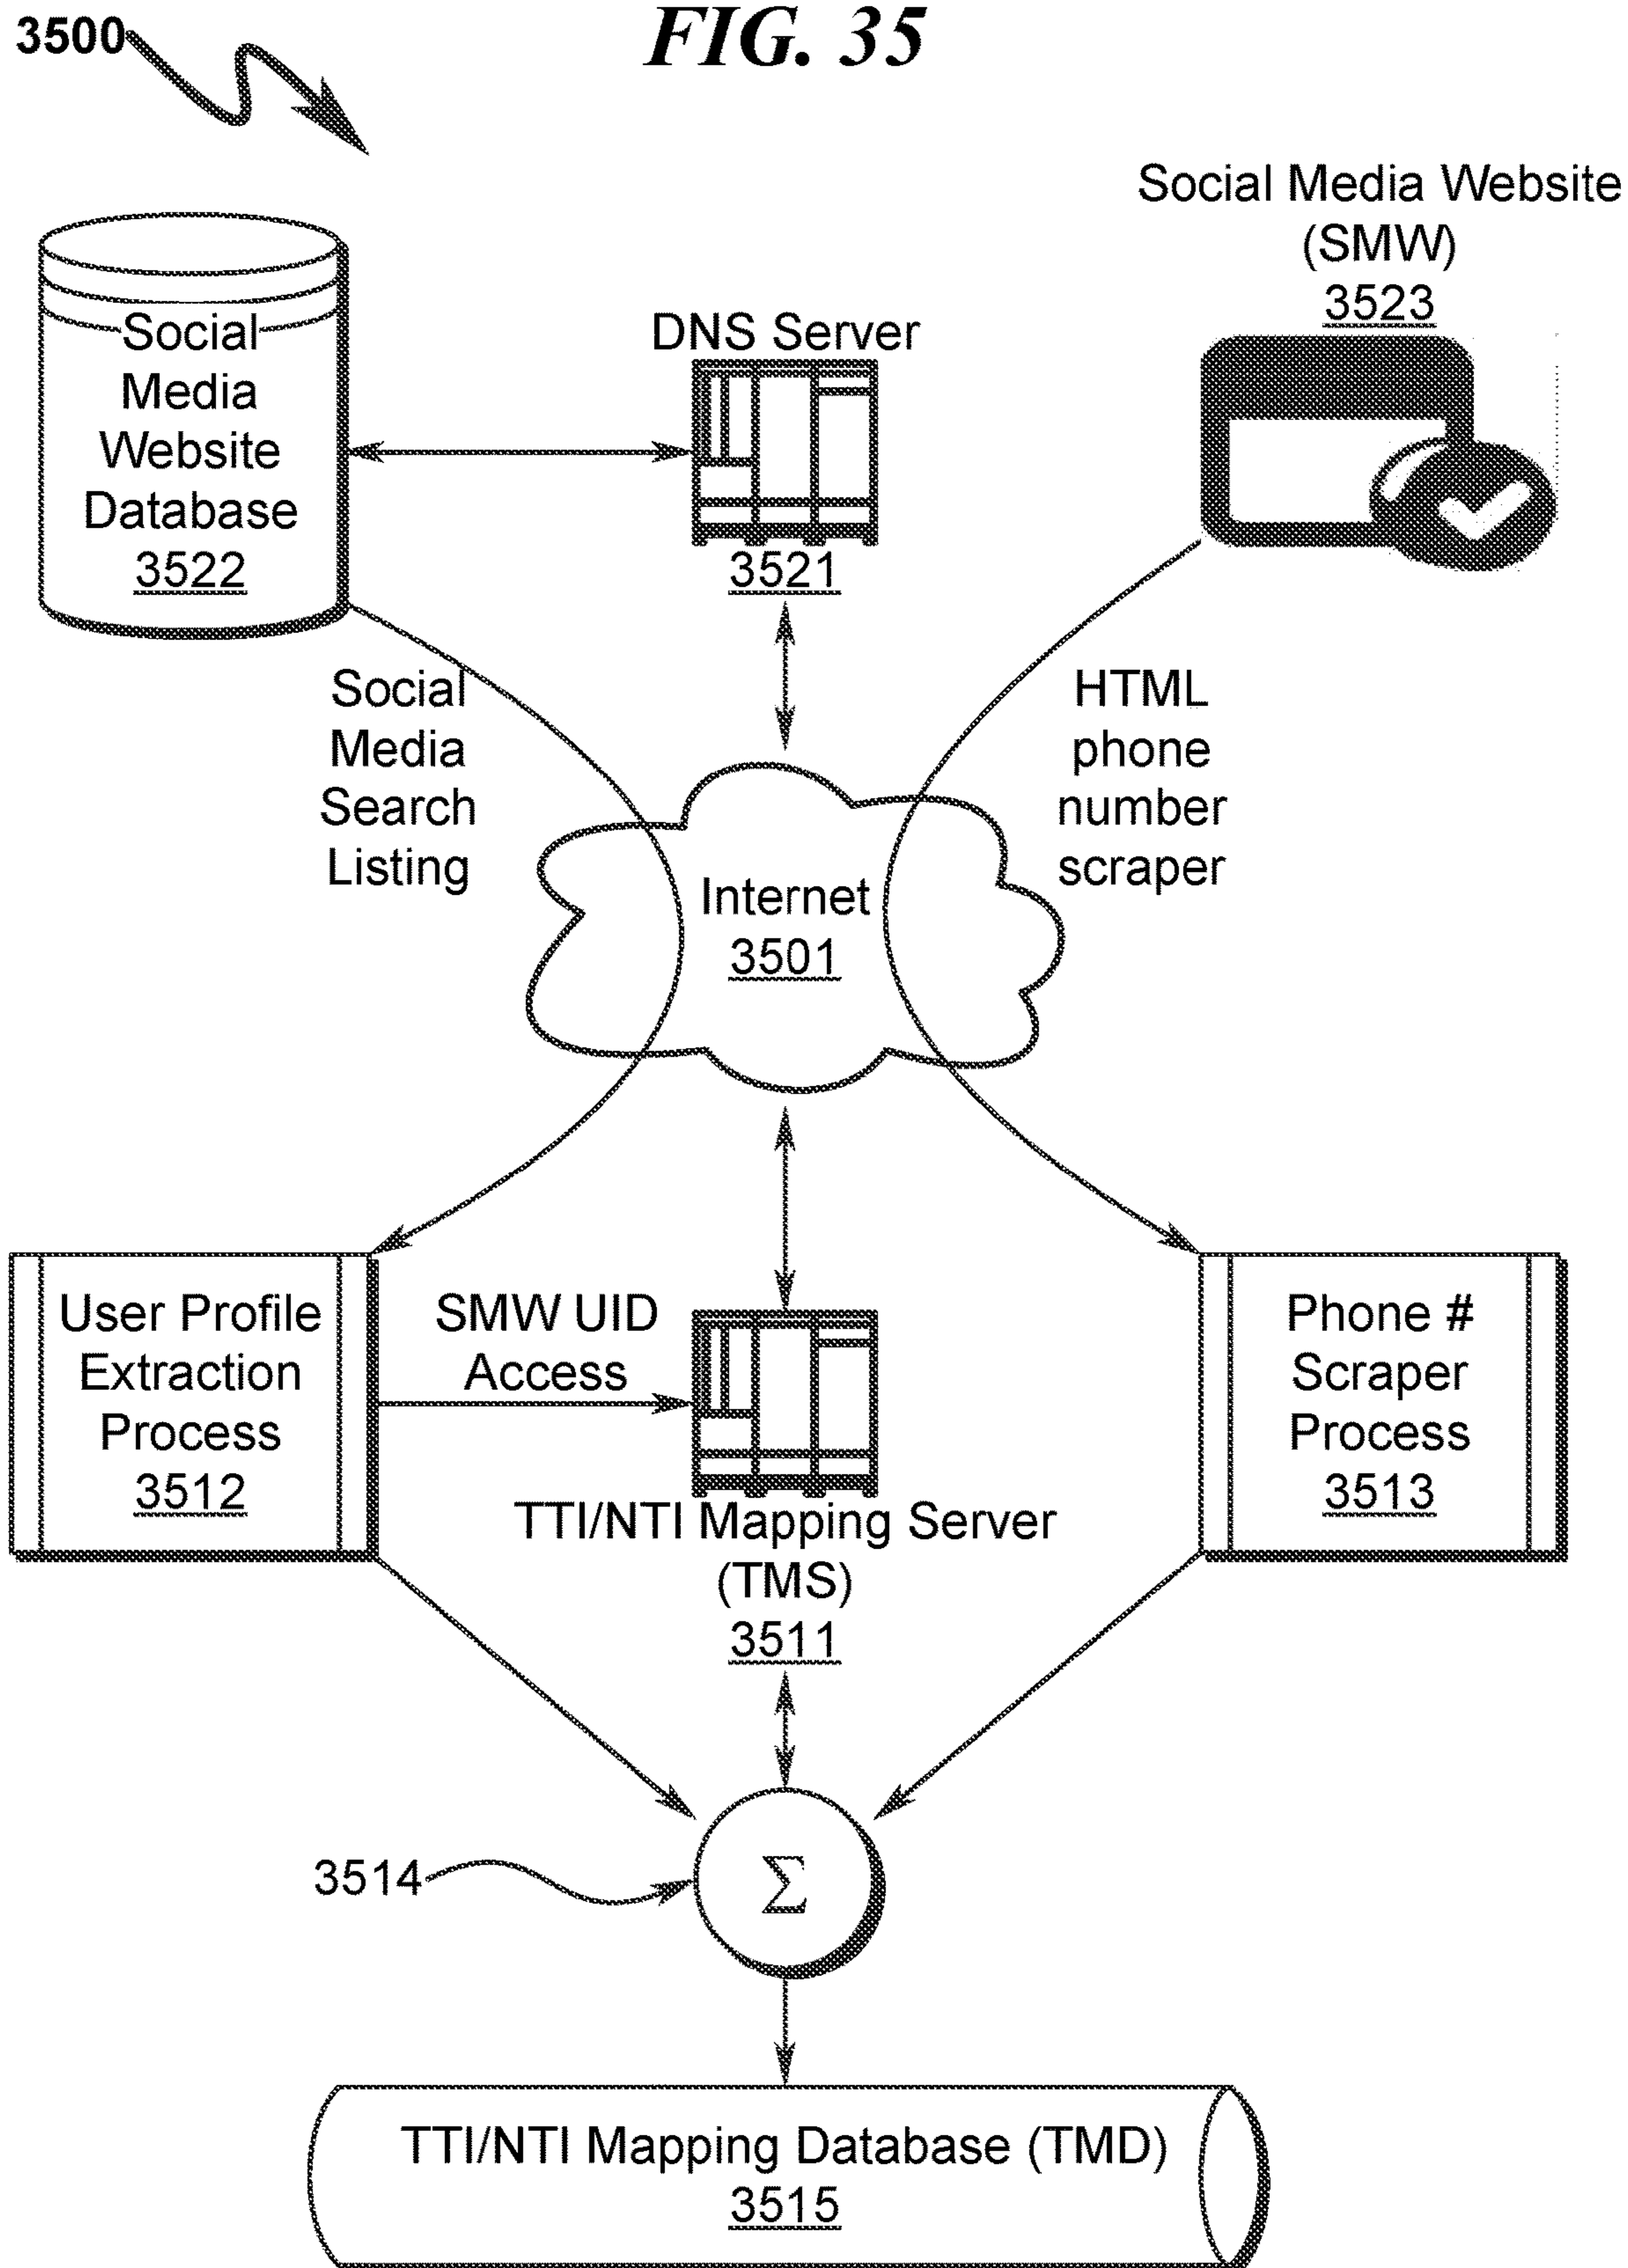 3500
FIG. 35
Social Media Website
(SMW)
3523
Social
Media
Website
Database
3522
DNS Server
3521
Social
Media
Search
Listing
HTML
phone
number
scraper
Internet
3501
User Profile
Extraction
Process
3512
SMW UID
Access
TTI/NTI Mapping Server
(TMS)
3511
Phone #
Scraper
Process
3513
3514
Σ
TTI/NTI Mapping Database (TMD)
3515